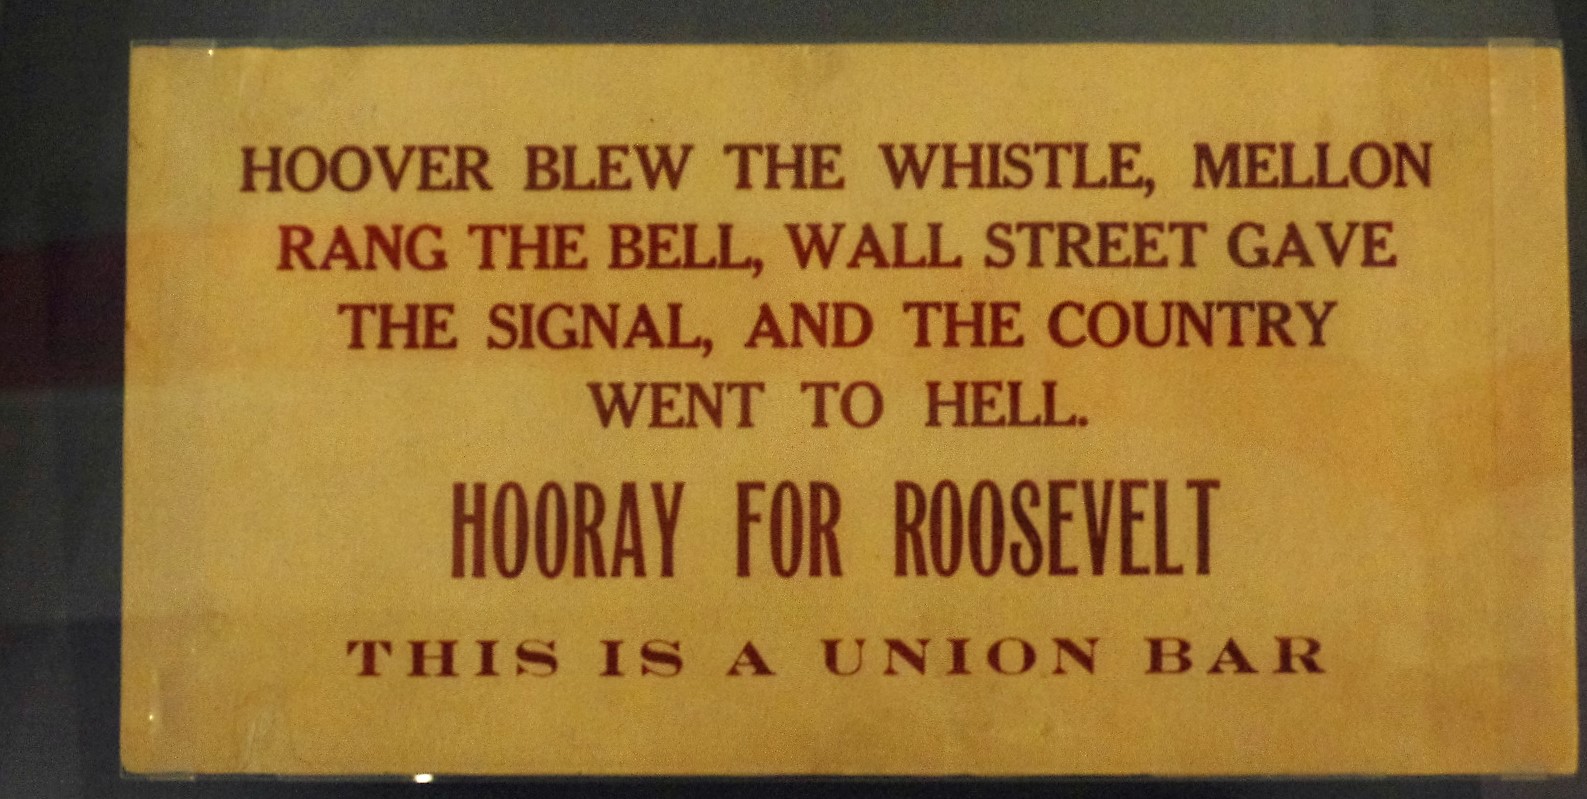 HOOVER BLEW THE WHISTLE, MELLON
RANG THE BELL, WALL STREET GAVE
THE SIGNAL, AND THE COUNTRY
WENT TO HELL.
HOORAY FOR ROOSEVELT
THIS IS A UNION BAR